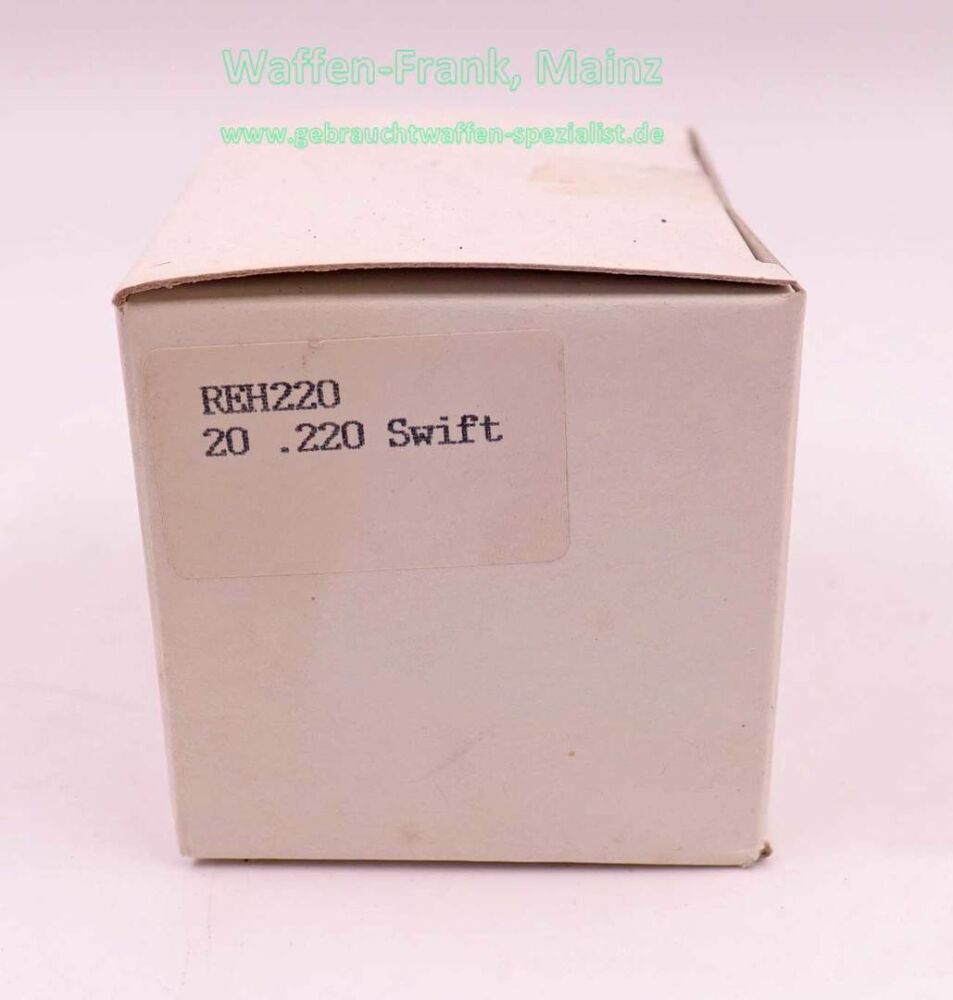 Waffen-Frank, Mainz
www.gebrauchtwaffen-spezialist.de
REH220
20 .220 Swift